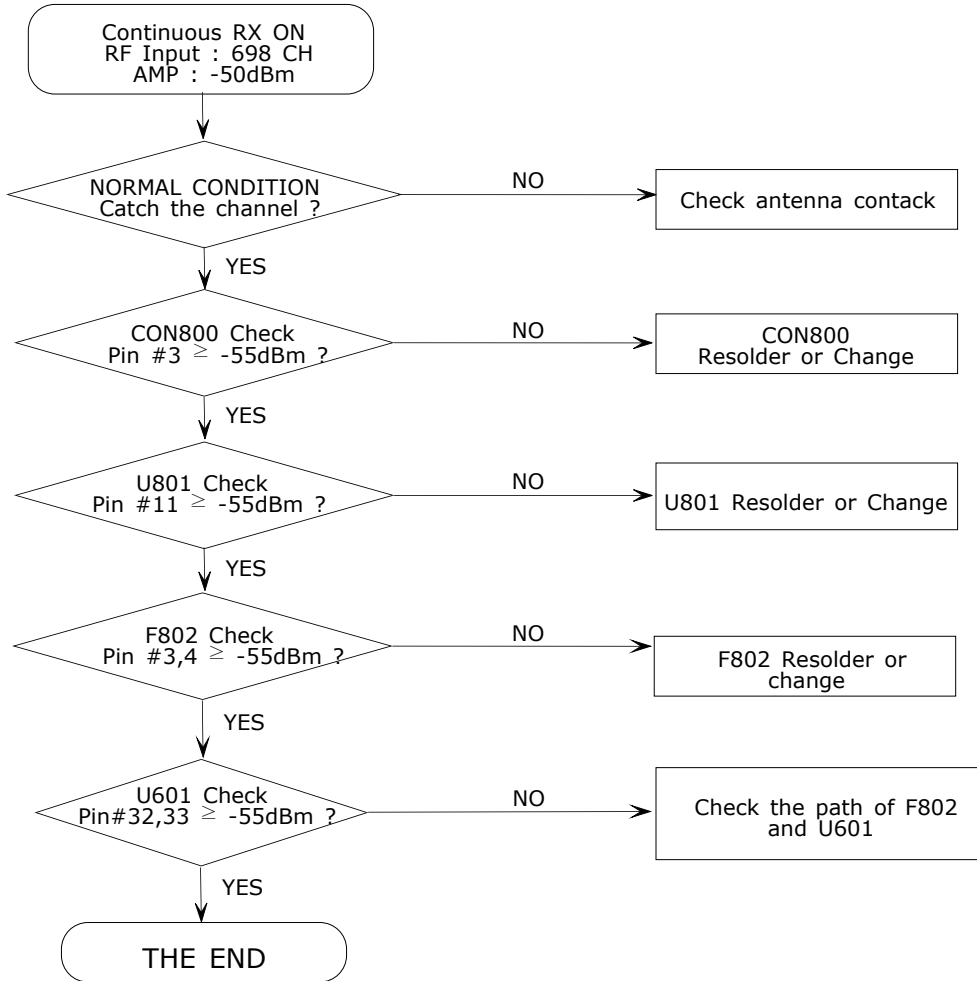 Continuous RX ON
RF Input : 698 CH
AMP : -50dBm
NORMAL CONDITION
Catch the channel ?
NO
Check antenna contack
YES
CON800 Check
Pin #3 ≥ -55dBm ?
NO
CON800
Resolder or Change
YES
U801 Check
Pin #11 ≥ -55dBm ?
NO
U801 Resolder or Change
YES
F802 Check
Pin #3,4 ≥ -55dBm ?
NO
F802 Resolder or
change
YES
U601 Check
Pin#32,33 ≥ -55dBm ?
NO
Check the path of F802
and U601
YES
THE END